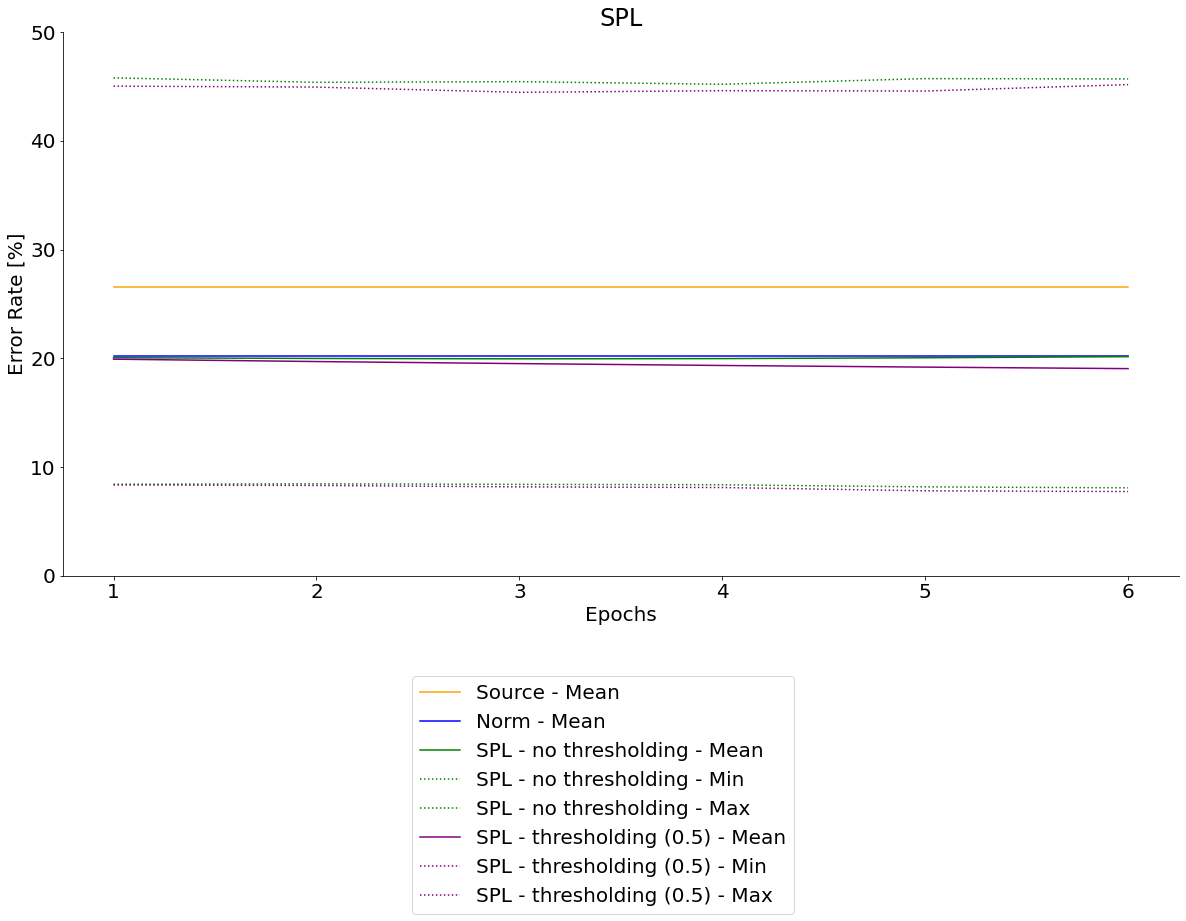 SPL
50
40
30
20
10
0
Error Rate [%]
1 2 3 4 5 6
Epochs
Source - Mean
Norm - Mean
SPL - no thresholding - Mean
SPL - no thresholding - Min
SPL - no thresholding - Max
SPL - thresholding (0.5) - Mean
SPL - thresholding (0.5) - Min
SPL - thresholding (0.5) - Max